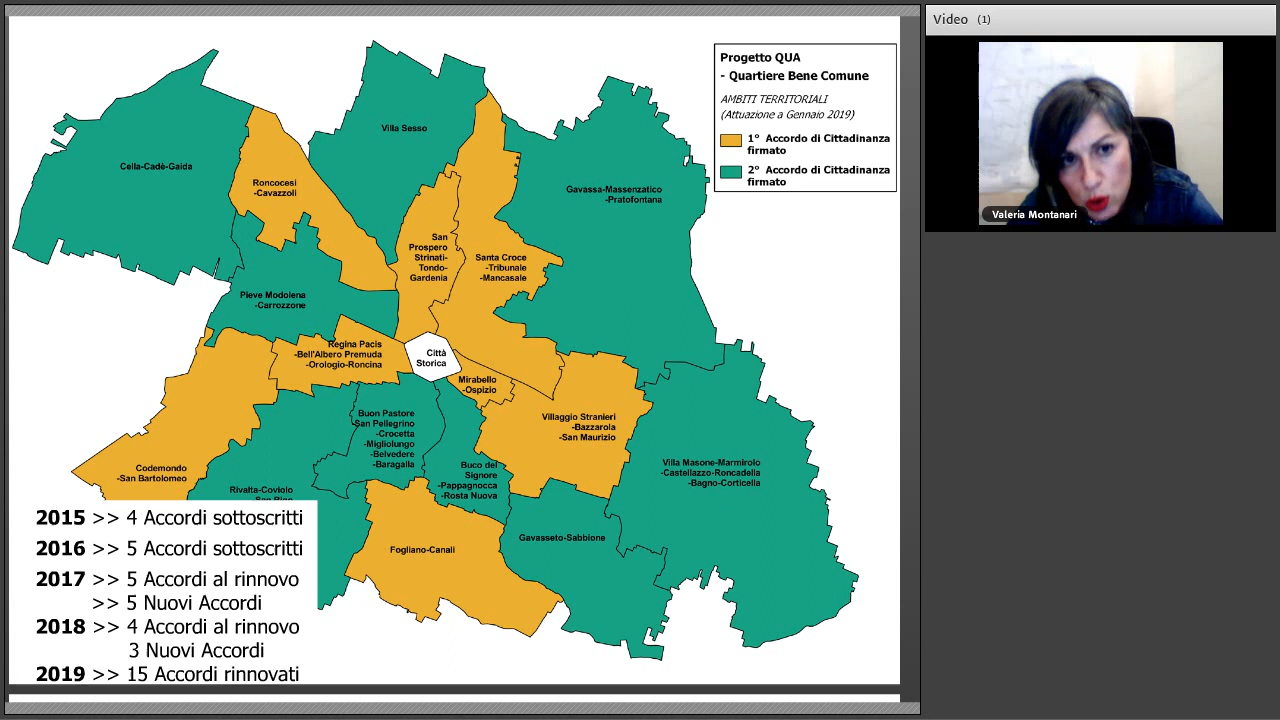 Video (1)
Valeria Montanari
Progetto QUA
- Quartiere Bene Comune
AMBITI TERRITORIALI
(Attuazione a Gennaio 2019)
1° Accordo di Cittadinanza
firmato
2° Accordo di Cittadinanza
firmato
Villa Sesso
Cella-Cadè-Gaida
Roncocesi
-Cavazzoli
Gavassa-Massenzatico
-Pratofontana
San
Prospero
Strinati-
Tondo-
Gardenia
Santa Croce
-Tribunale
-Mancasale
Pieve Modolena
-Carrozzone
Regina Pacis
-Bell'Albero Premuda
-Orologio-Roncina
Città
Storica
Mirabello
-Ospizio
Buon Pastore
-San Pellegrino
-Crocetta
-Migliolungo
-Belvedere
-Baragalla
Villaggio Stranieri
-Bazzarola
-San Maurizio
Codemondo
-San Bartolomeo
Buco del
Signore
-Pappagnocca
-Rosta Nuova
Villa Masone-Marmirolo
-Castellazzo-Roncadella
-Bagno-Corticella
Rivalta-Coviolo
Fogliano-Canali
Gavasseto-Sabbione
2015 >> 4 Accordi sottoscritti
2016 >> 5 Accordi sottoscritti
2017 >> 5 Accordi al rinnovo
>> 5 Nuovi Accordi
2018 >> 4 Accordi al rinnovo
3 Nuovi Accordi
2019 >> 15 Accordi rinnovati